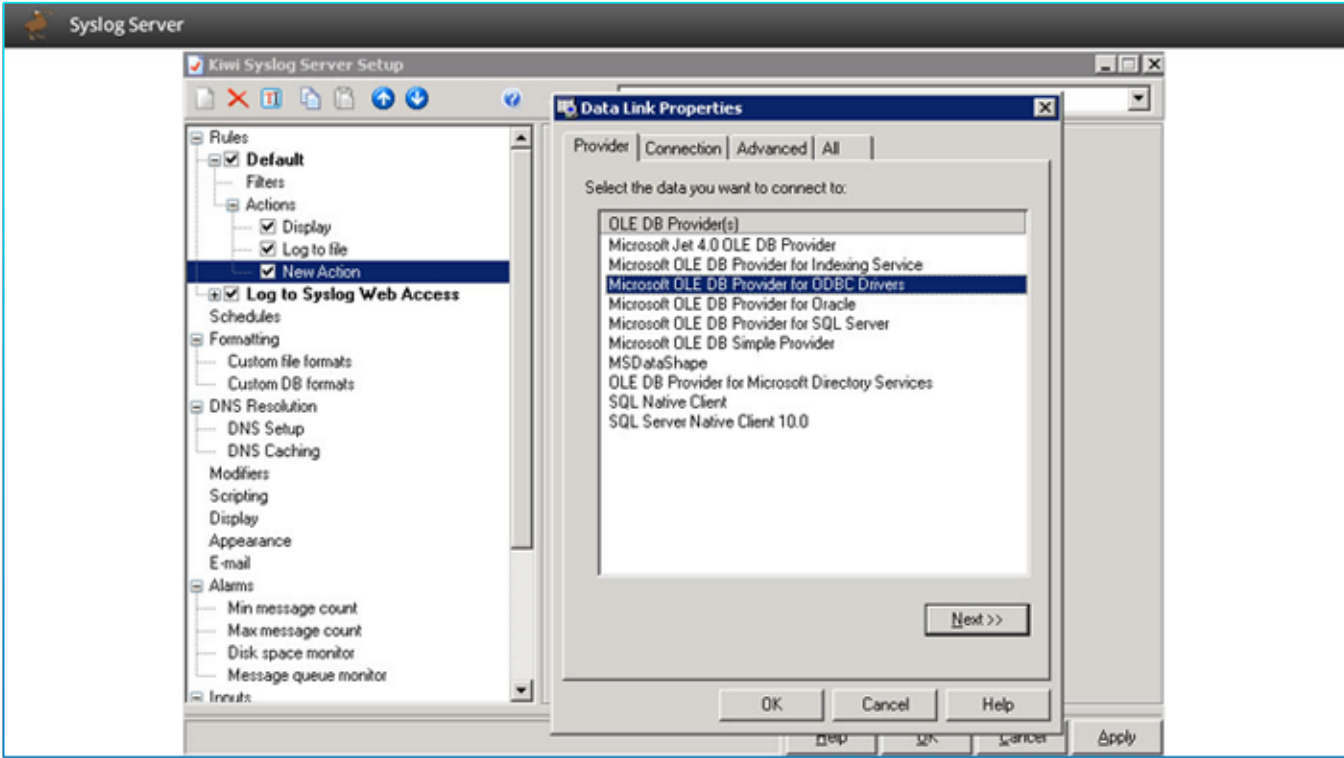 Syslog Server
Kiwi Syslog Server Setup
Data Link Properties
Provider
Connection
Advanced
All
Select the data you want to connect to:
OLE DB Provider(s)
Microsoft Jet 4.0 OLE DB Provider
Microsoft OLE DB Provider for Indexing Service
Microsoft OLE DB Provider for ODBC Drivers
Microsoft OLE DB Provider for Oracle
Microsoft OLE DB Provider for SQL Server
Microsoft OLE DB Simple Provider
MSDataShape
OLE DB Provider for Microsoft Directory Services
SQL Native Client
SQL Server Native Client 10.0
Next >>
OK
Cancel
Help
Rules
Default
Filters
Actions
Display
Log to file
New Action
Log to Syslog Web Access
Schedules
Formatting
Custom file formats
Custom DB formats
DNS Resolution
DNS Setup
DNS Caching
Modifiers
Scripting
Display
Appearance
E-mail
Alarms
Min message count
Max message count
Disk space monitor
Message queue monitor
Inputs
Help
OK
Cancel
Apply